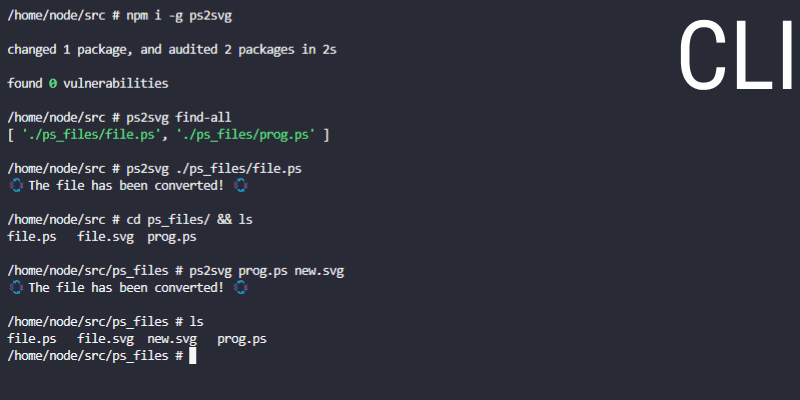 /home/node/src # npm i -g ps2svg
CLI
changed 1 package, and audited 2 packages in 2s
found 0 vulnerabilities
/home/node/src # ps2svg find-all
[ './ps_files/file.ps', './ps_files/prog.ps' ]
/home/node/src # ps2svg ./ps_files/file.ps
The file has been converted!
/home/node/src # cd ps_files/ && ls
file.ps file.svg prog.ps
/home/node/src/ps_files # ps2svg prog.ps new.svg
The file has been converted!
/home/node/src/ps_files # ls
file.ps file.svg new.svg prog.ps
/home/node/src/ps_files #